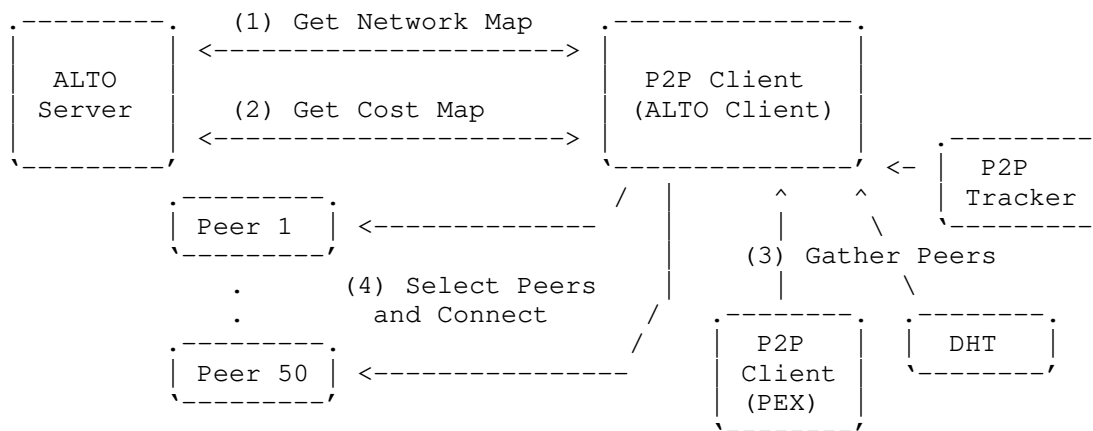 (1) Get Network Map
ALTO
Server
P2P Client
(ALTO Client)
(2) Get Cost Map
P2P
Tracker
Peer 1
(3) Gather Peers
(4) Select Peers
and Connect
Peer 50
P2P
Client
(PEX)
DHT